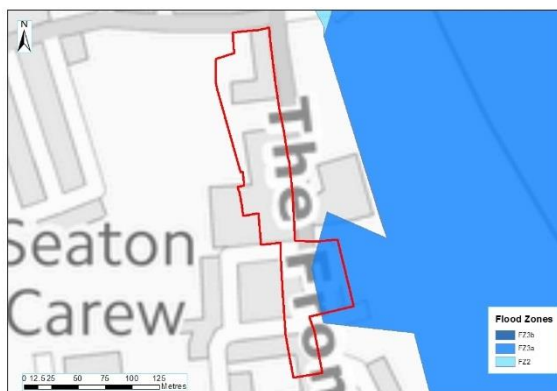 N
The Fron
Seaton
Carew
0 12.5 25 50 75 100 125
Metres
Flood Zones
FZ3b
FZ3a
FZ2